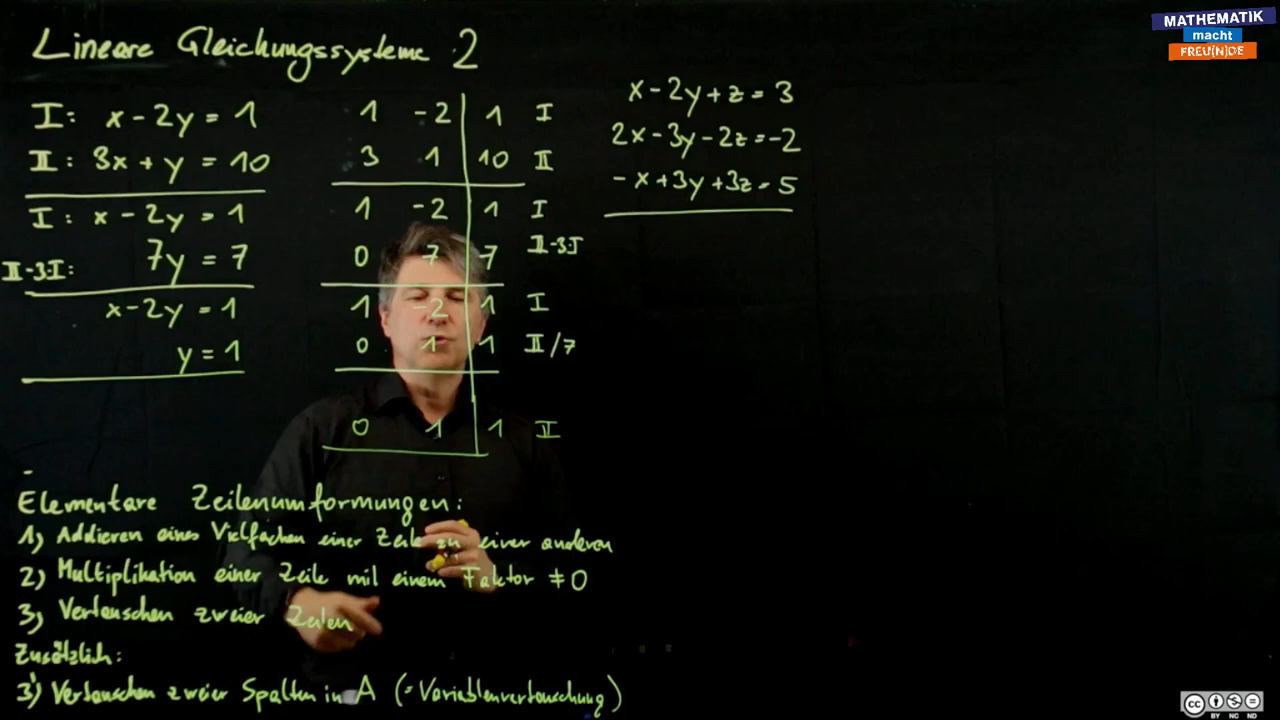 Lineare Gleichungssysteme 2
I: x - 2y = 1
II: 3x + y = 10
I: x - 2y = 1
II-3I: 7y = 7
x - 2y = 1
y = 1
1 -2 1 I
3 1 10 II
1 -2 1 I
0 7 7 II-3I
1 -2 1 I
0 1 1 II/7
0 1 1 II
x - 2y + z = 3
2x - 3y - 2z = -2
-x + 3y + 3z = 5
Elementare Zeilenumformungen:
1) Addieren eines Vielfachen einer Zeile zu einer anderen
2) Multiplikation einer Zeile mit einem Faktor ≠ 0
3) Vertauschen zweier Zeilen
Zusätzlich:
3') Vertauschen zweier Spalten in A (= Variablenvertauschung)
MATHEMATIK
macht
FREU(N)DE
CC BY NC ND